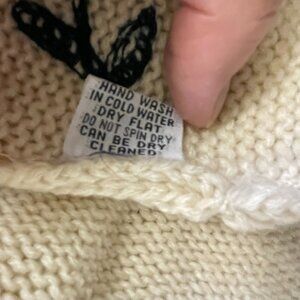 HAND WASH
IN COLD WATER
DRY FLAT
DO NOT SPIN DRY
CAN BE DRY
CLEANED